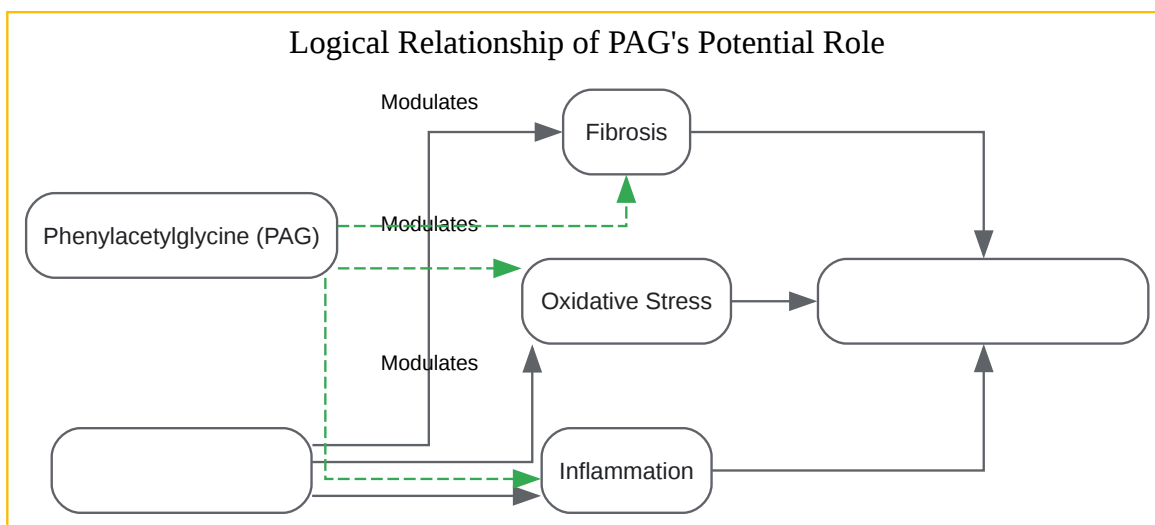 Logical Relationship of PAG's Potential Role
Modulates
Fibrosis
Phenylacetylglycine (PAG)
Modulates
Oxidative Stress
Modulates
Inflammation